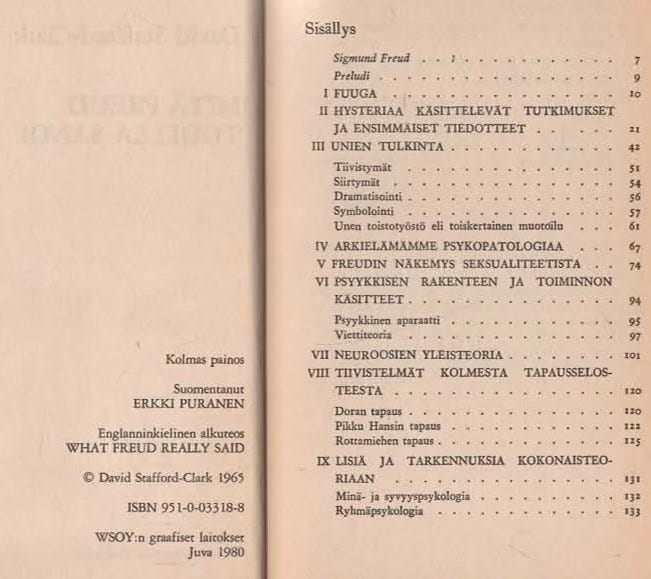 Kolmas painos
Suomentanut
ERKKI PURANEN
Englanninkielinen alkuteos
WHAT FREUD REALLY SAID
© David Stafford-Clark 1965
ISBN 951-0-03318-8
WSOY:n graafiset laitokset
Juva 1980
Sisällys
Sigmund Freud . . . . . . . . . . . . 7
Preludi . . . . . . . . . . . . . . 9
I FUUGA . . . . . . . . . . . . . . 10
II HYSTERIAA KÄSITTELEVÄT TUTKIMUKSET
JA ENSIMMÄISET TIEDOTTEET . . . . . 21
III UNIEN TULKINTA . . . . . . . . . . 42
Tiivistymät . . . . . . . . . . . . . 51
Siirtymät . . . . . . . . . . . . . 54
Dramatisointi . . . . . . . . . . . . 56
Symbolointi . . . . . . . . . . . . 57
Unen toistotyöstö eli toiskertainen muotoilu . . . 61
IV ARKIELÄMÄMME PSYKOPATOLOGIAA . . . 67
V FREUDIN NÄKEMYS SEKSUALITEETISTA . . 74
VI PSYYKKISEN RAKENTEEN JA TOIMINNON
KÄSITTEET . . . . . . . . . . . . 94
Psyykkinen aparaatti . . . . . . . . . . 95
Viettiteoria . . . . . . . . . . . . 97
VII NEUROOSIEN YLEISTEORIA . . . . . . . 101
VIII TIIVISTELMÄT KOLMESTA TAPAUSSELOS-
TEESTA . . . . . . . . . . . . . 120
Doran tapaus . . . . . . . . . . . . 120
Pikku Hansin tapaus . . . . . . . . . . 122
Rottamiehen tapaus . . . . . . . . . . . 125
IX LISIÄ JA TARKENNUKSIA KOKONAISTEO-
RIAAN . . . . . . . . . . . . . 131
Minä- ja syvyyspsykologia . . . . . . . . 132
Ryhmäpsykologia . . . . . . . . . . . 133